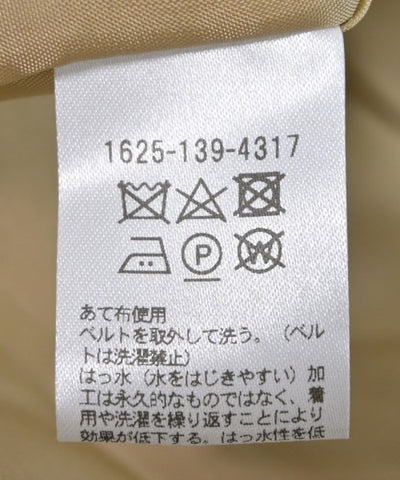 1625-139-4317
P W
あて布使用
ベルトを取外して洗う。（ベル
トは洗濯禁止）
はっ水（水をはじきやすい）加
工は永久的なものではなく、着
用や洗濯を繰り返すことにより
効果が低下する。はっ水性を低